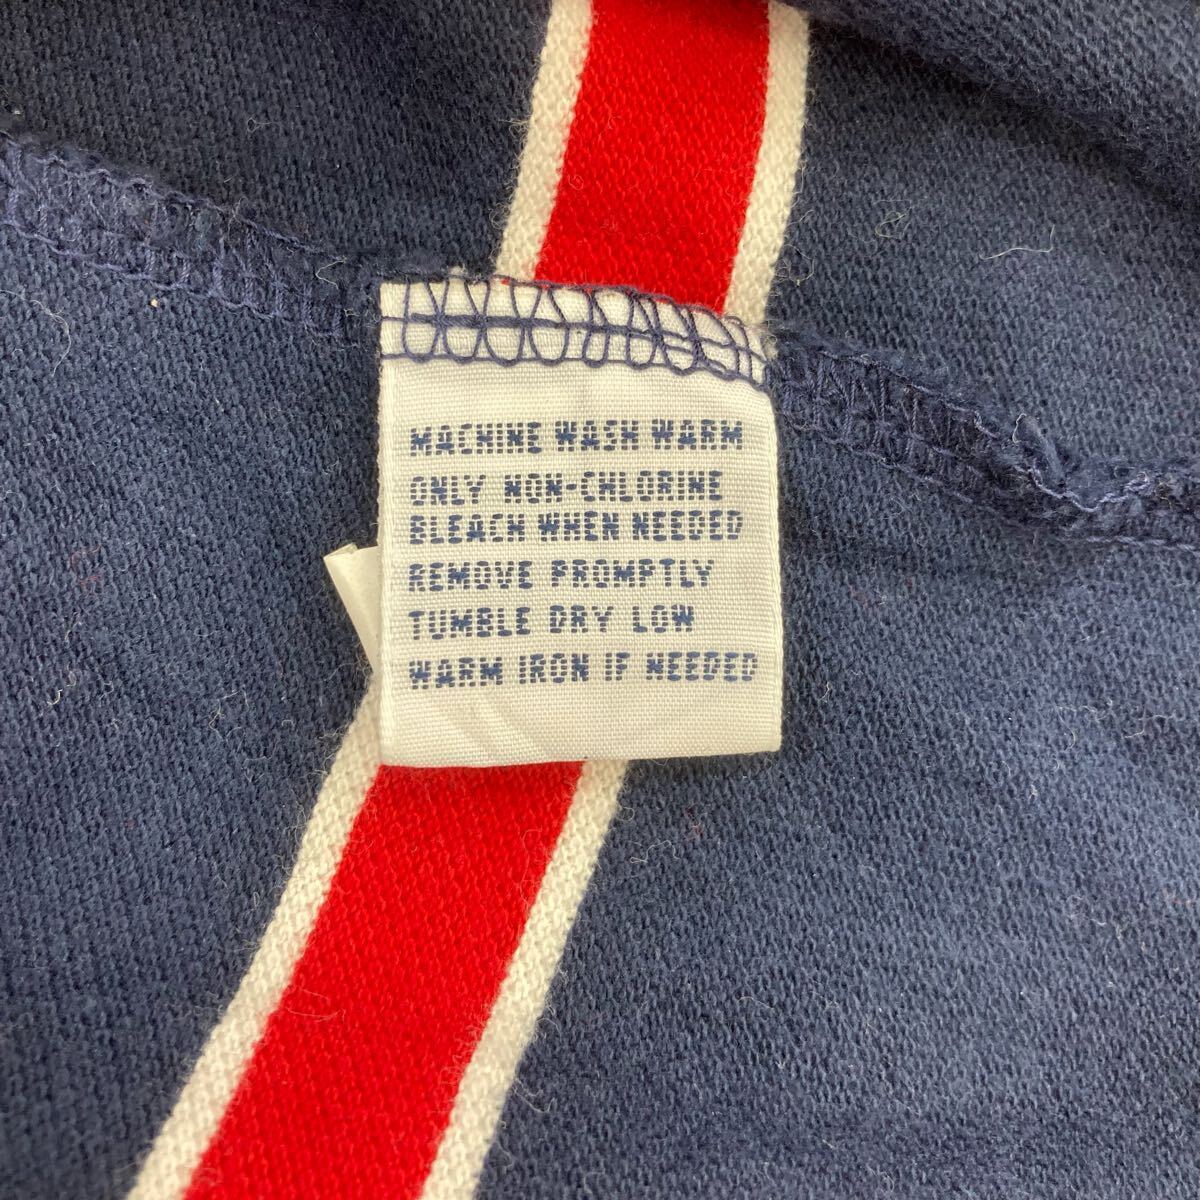 MACHINE WASH WARM
ONLY NON-CHLORINE
BLEACH WHEN NEEDED
REMOVE PROMPTLY
TUMBLE DRY LOW
WARM IRON IF NEEDED